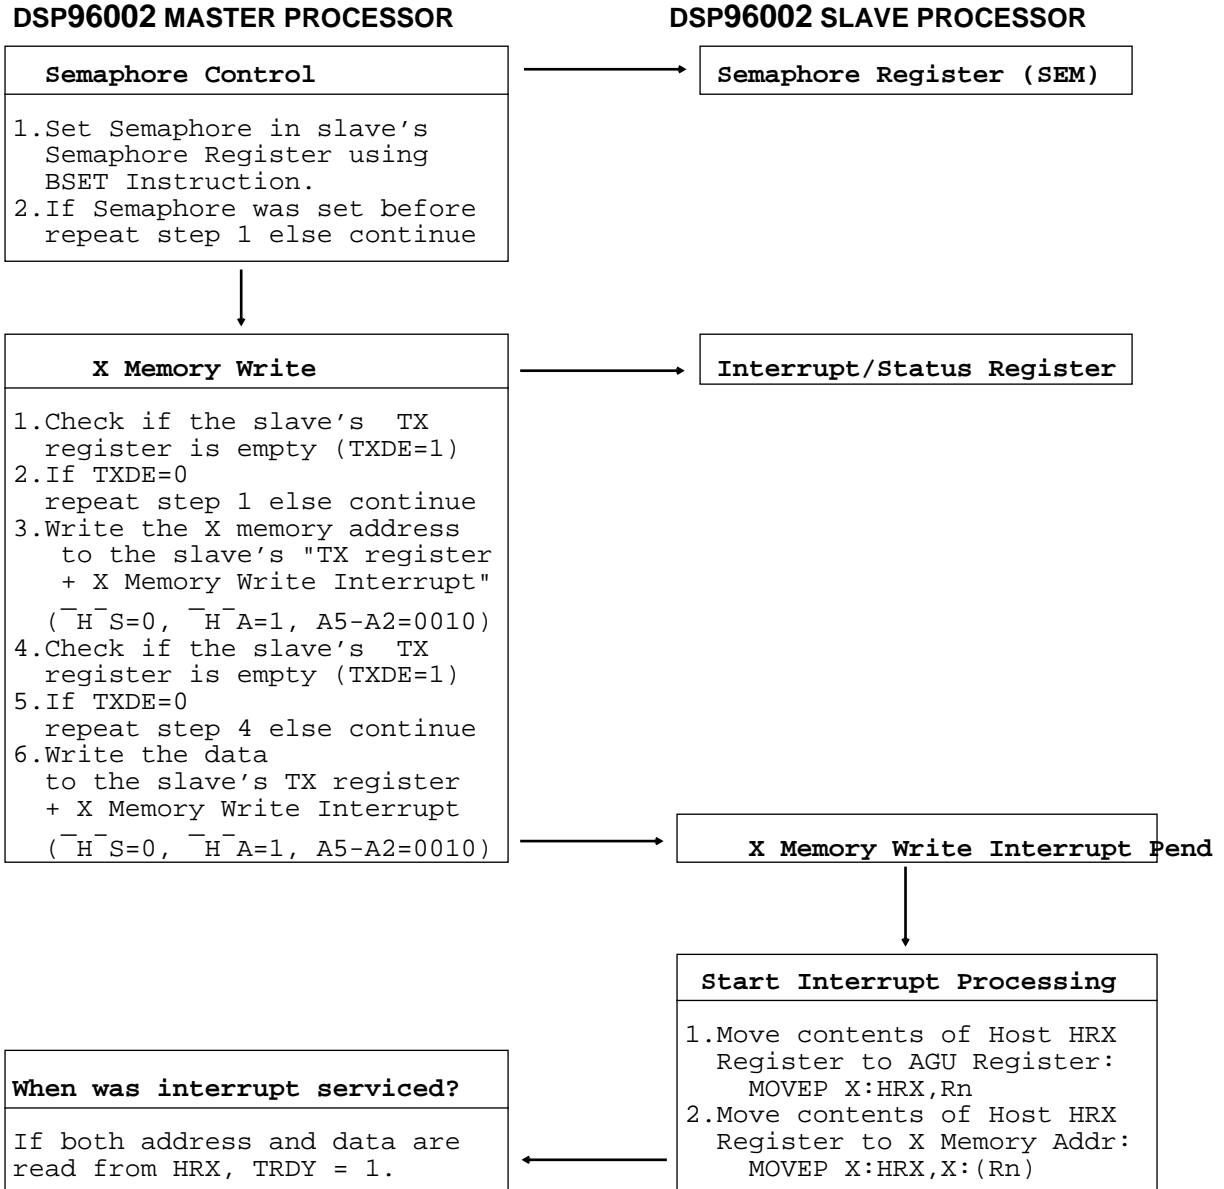 DSP96002 MASTER PROCESSOR
DSP96002 SLAVE PROCESSOR
Semaphore Control
1.Set Semaphore in slave's
Semaphore Register using
BSET Instruction.
2.If Semaphore was set before
repeat step 1 else continue
Semaphore Register (SEM)
X Memory Write
1.Check if the slave's TX
register is empty (TXDE=1)
2.If TXDE=0
repeat step 1 else continue
3.Write the X memory address
to the slave's "TX register
+ X Memory Write Interrupt"
(¯H¯S=0, ¯H¯A=1, A5-A2=0010)
4.Check if the slave's TX
register is empty (TXDE=1)
5.If TXDE=0
repeat step 4 else continue
6.Write the data
to the slave's TX register
+ X Memory Write Interrupt
(¯H¯S=0, ¯H¯A=1, A5-A2=0010)
Interrupt/Status Register
X Memory Write Interrupt Pend
Start Interrupt Processing
1.Move contents of Host HRX
Register to AGU Register:
MOVEP X:HRX,Rn
2.Move contents of Host HRX
Register to X Memory Addr:
MOVEP X:HRX,X:(Rn)
When was interrupt serviced?
If both address and data are
read from HRX, TRDY = 1.